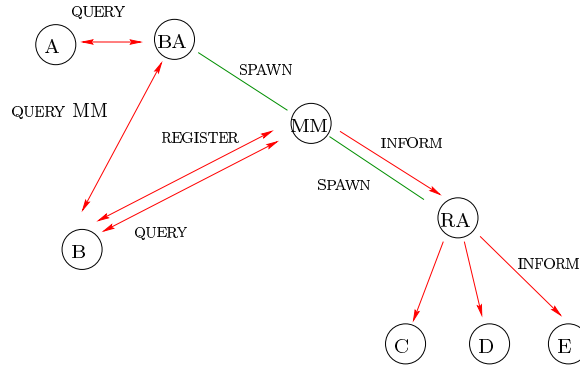 QUERY
A
BA
SPAWN
QUERY MM
MM
REGISTER
INFORM
SPAWN
RA
QUERY
B
INFORM
C
D
E